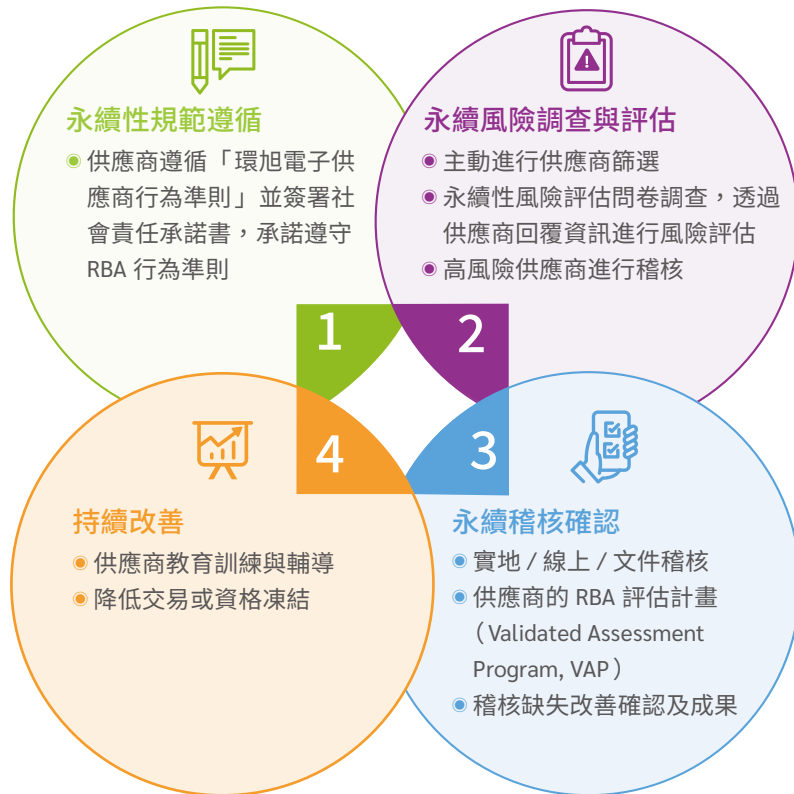 永續性規範遵循
◉ 供應商遵循「環旭電子供
應商行為準則」並簽署社
會責任承諾書，承諾遵守
RBA 行為準則
1
永續風險調查與評估
◉ 主動進行供應商篩選
◉ 永續性風險評估問卷調查，透過
供應商回覆資訊進行風險評估
◉ 高風險供應商進行稽核
2
3
永續稽核確認
◉ 實地 / 線上 / 文件稽核
◉ 供應商的 RBA 評估計畫
（Validated Assessment
Program, VAP）
◉ 稽核缺失改善確認及成果
4
持續改善
◉ 供應商教育訓練與輔導
◉ 降低交易或資格凍結